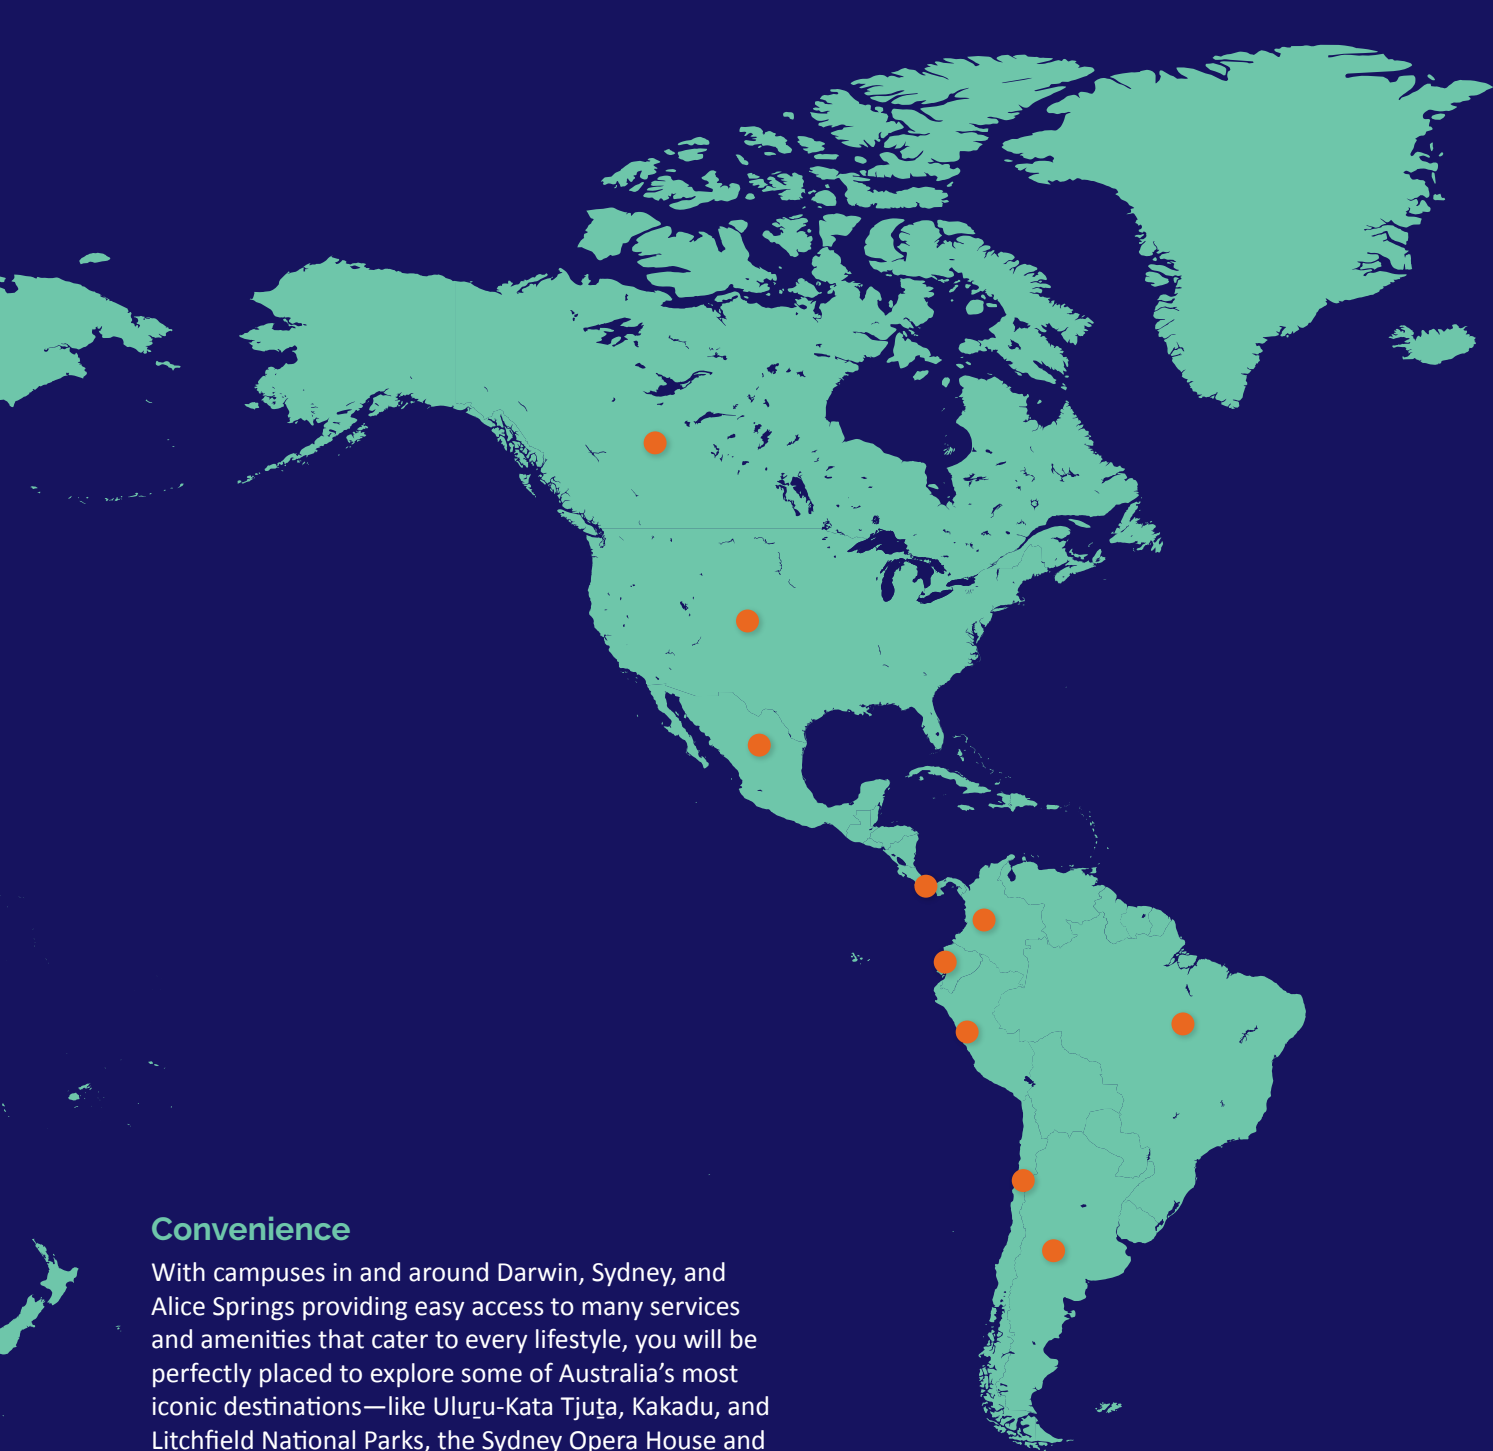 Convenience
With campuses in and around Darwin, Sydney, and
Alice Springs providing easy access to many services
and amenities that cater to every lifestyle, you will be
perfectly placed to explore some of Australia’s most
iconic destinations—like Uluṟu-Kata Tjuṯa, Kakadu, and
Litchfield National Parks, the Sydney Opera House and